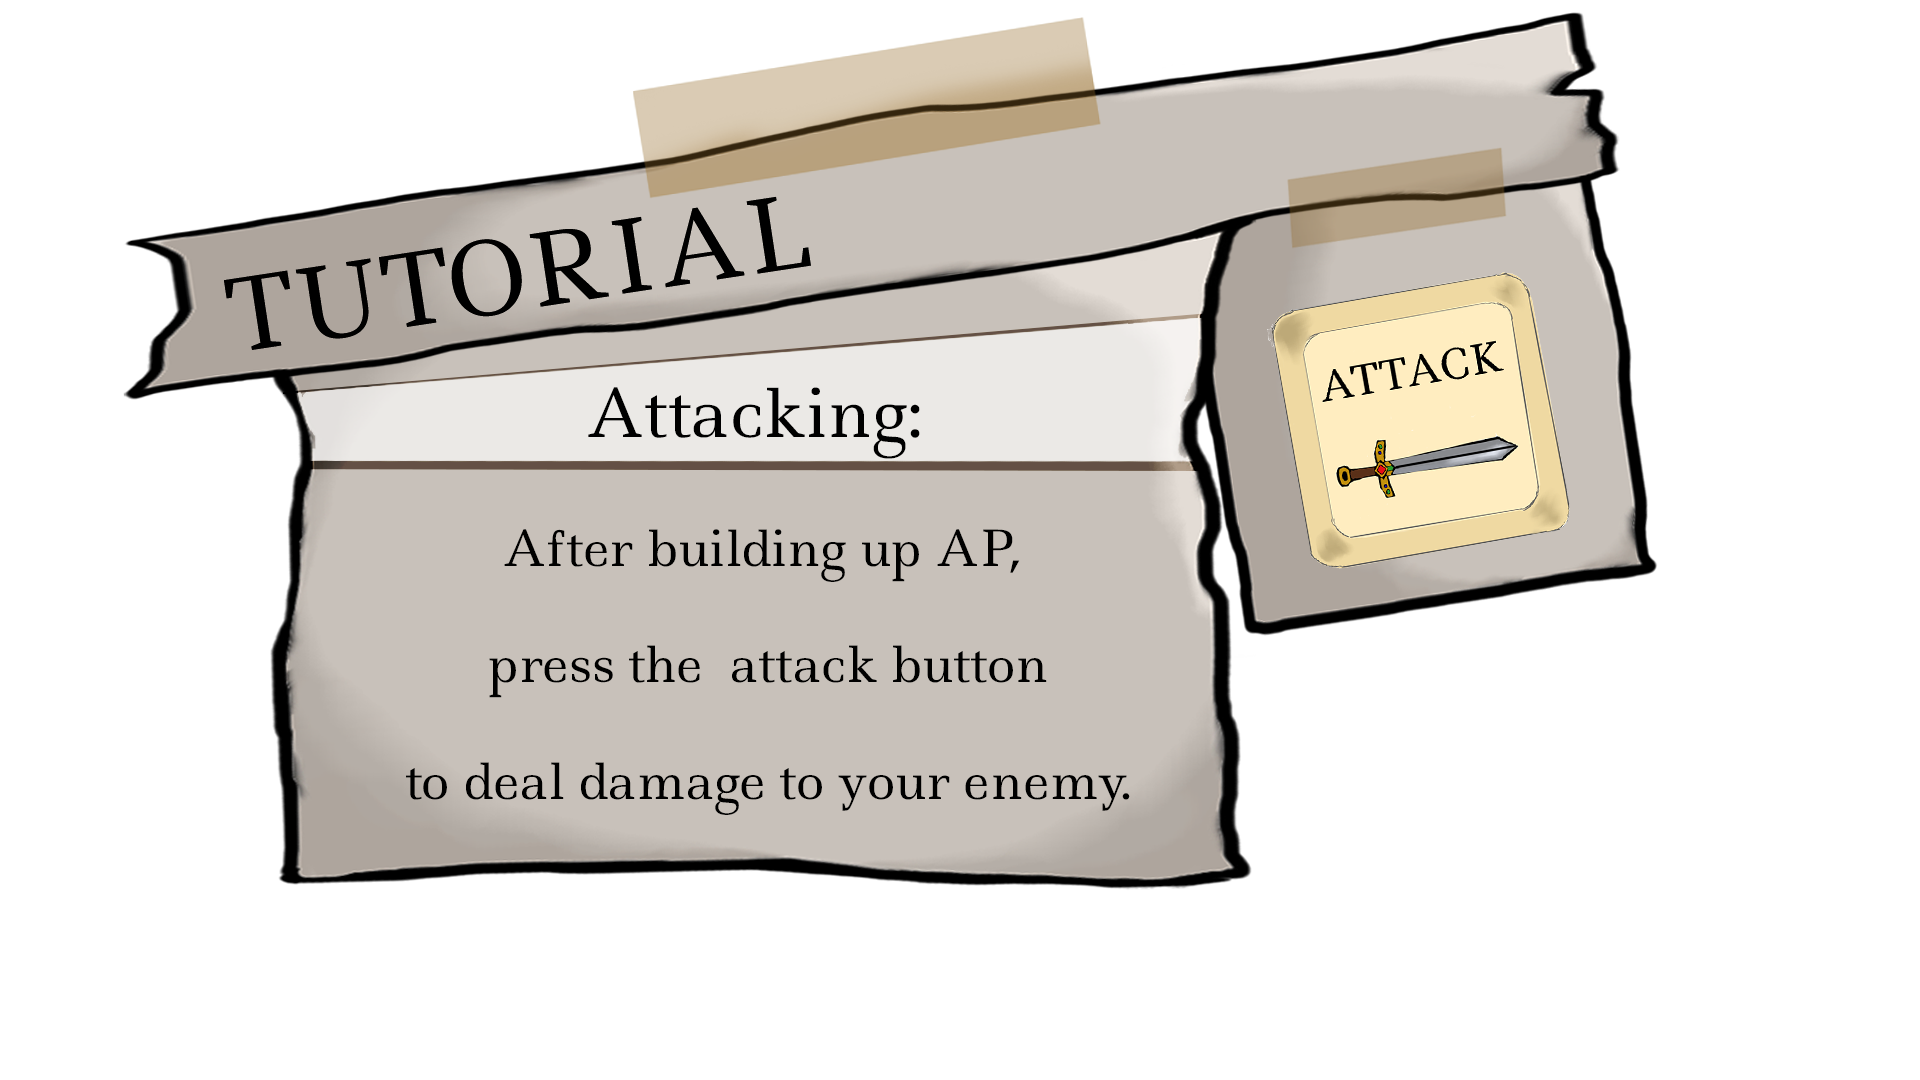 TUTORIAL
Attacking:
After building up AP,
press the  attack button
to deal damage to your enemy.
ATTACK